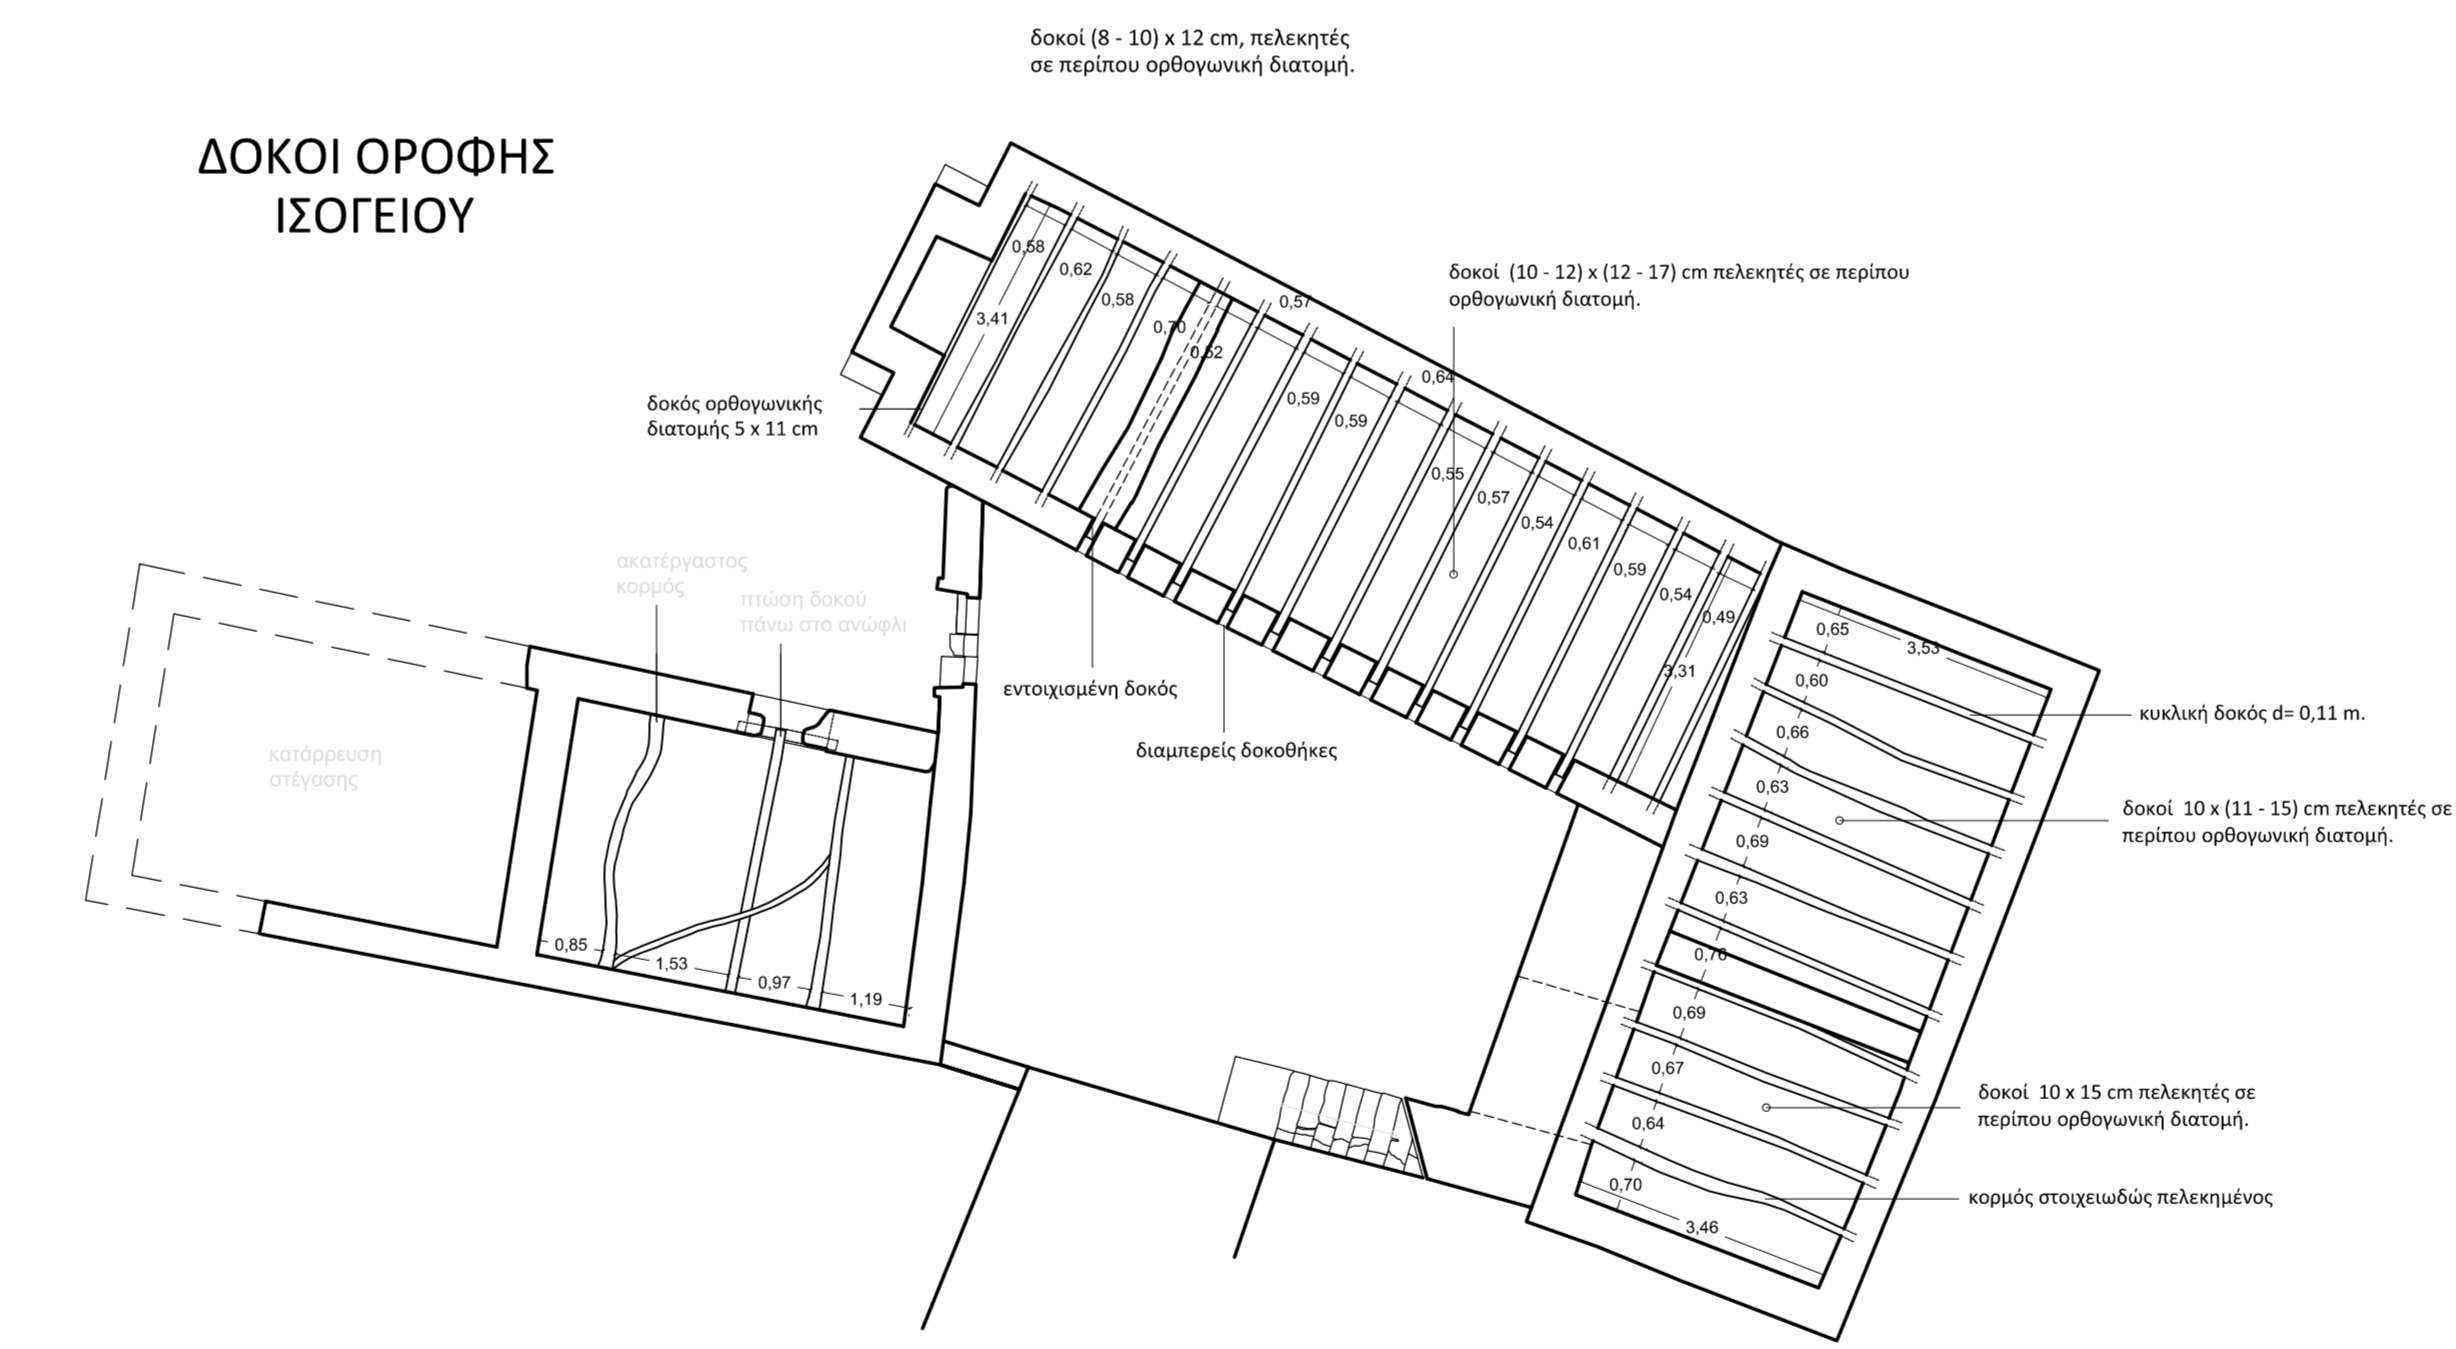 δοκοί (8 - 10) x 12 cm, πελεκητές
σε περίπου ορθογωνική διατομή.
ΔΟΚΟΙ ΟΡΟΦΗΣ
ΙΣΟΓΕΙΟΥ
0,58
0,62
0,58
0,70
0,52
0,57
3,41
δοκοί (10 - 12) x (12 - 17) cm πελεκητές σε περίπου
ορθογωνική διατομή.
0,64
0,59
0,59
0,55
0,57
0,54
0,61
0,59
0,54
0,49
3,31
δοκός ορθογωνικής
διατομής 5 x 11 cm
ακατέργαστος
κορμός
πτώση δοκού
πάνω στο ανώφλι
εντοιχισμένη δοκός
διαμπερείς δοκοθήκες
κατάρρευση
στέγασης
0,85
1,53
0,97
1,19
0,65
3,53
0,60
0,66
0,63
0,69
0,63
0,76
0,69
0,67
0,64
0,70
3,46
κυκλική δοκός d= 0,11 m.
δοκοί 10 x (11 - 15) cm πελεκητές σε
περίπου ορθογωνική διατομή.
δοκοί 10 x 15 cm πελεκητές σε
περίπου ορθογωνική διατομή.
κορμός στοιχειωδώς πελεκημένος